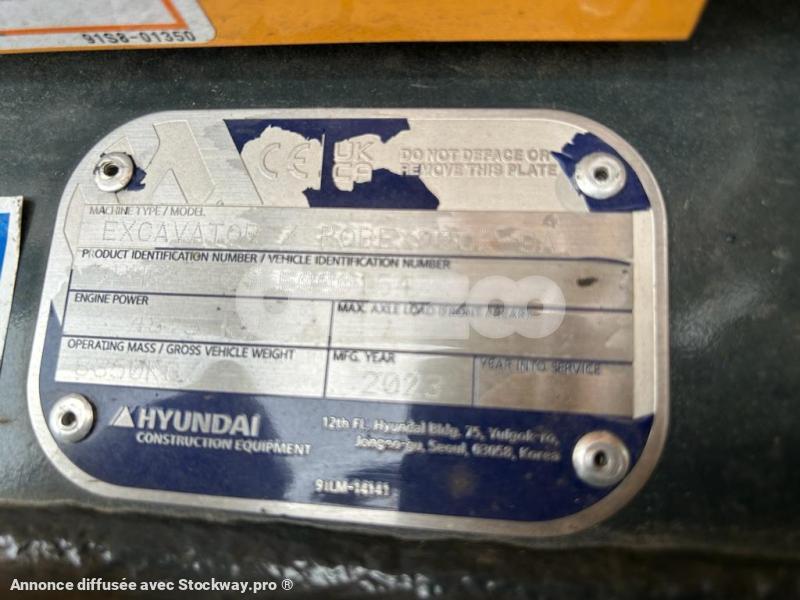 91S8-01350
CE UK
CA
DO NOT DEFACE OR
REMOVE THIS PLATE
MACHINE TYPE / MODEL
EXCAVATOR /
PRODUCT IDENTIFICATION NUMBER / VEHICLE IDENTIFICATION NUMBER
ENGINE POWER
MAX. AXLE LOAD
OPERATING MASS / GROSS VEHICLE WEIGHT
MFG. YEAR
YEAR INTO SERVICE
2023
HYUNDAI
CONSTRUCTION EQUIPMENT
12th Fl., Hyundai Bldg. 75, Yulgok-ro,
Jongno-gu, Seoul, 03058, Korea
91LM-14141
Annonce diffusée avec Stockway.pro ®